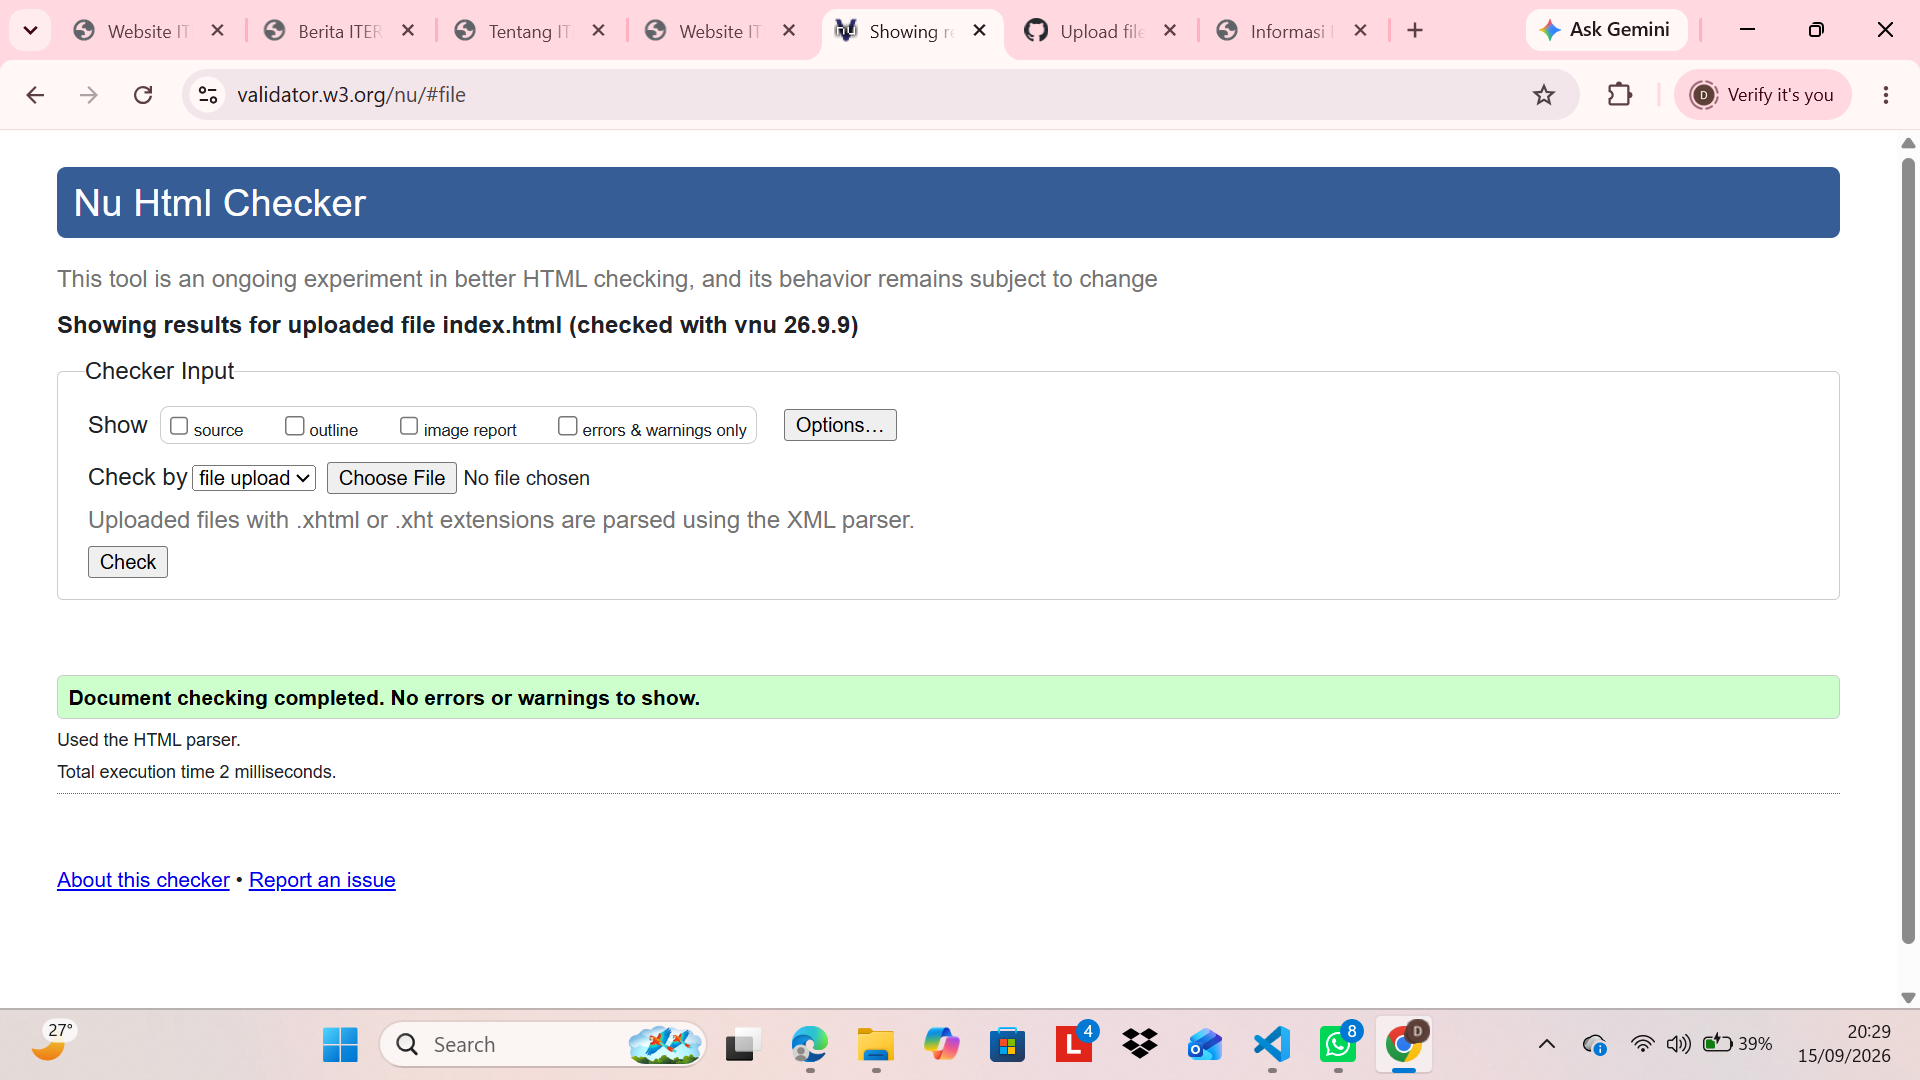 Website IT
Berita ITER
Tentang IT
Website IT
Showing re
Upload file
Informasi
Ask Gemini
validator.w3.org/nu/#file
D
Verify it's you
Nu Html Checker
This tool is an ongoing experiment in better HTML checking, and its behavior remains subject to change
Showing results for uploaded file index.html (checked with vnu 26.9.9)
Checker Input
Show source outline image report errors & warnings only Options...
Check by file upload Choose File No file chosen
Uploaded files with .xhtml or .xht extensions are parsed using the XML parser.
Check
Document checking completed. No errors or warnings to show.
Used the HTML parser.
Total execution time 2 milliseconds.
About this checker • Report an issue
27°
Search
L
4
8
D
39%
20:29
15/09/2026